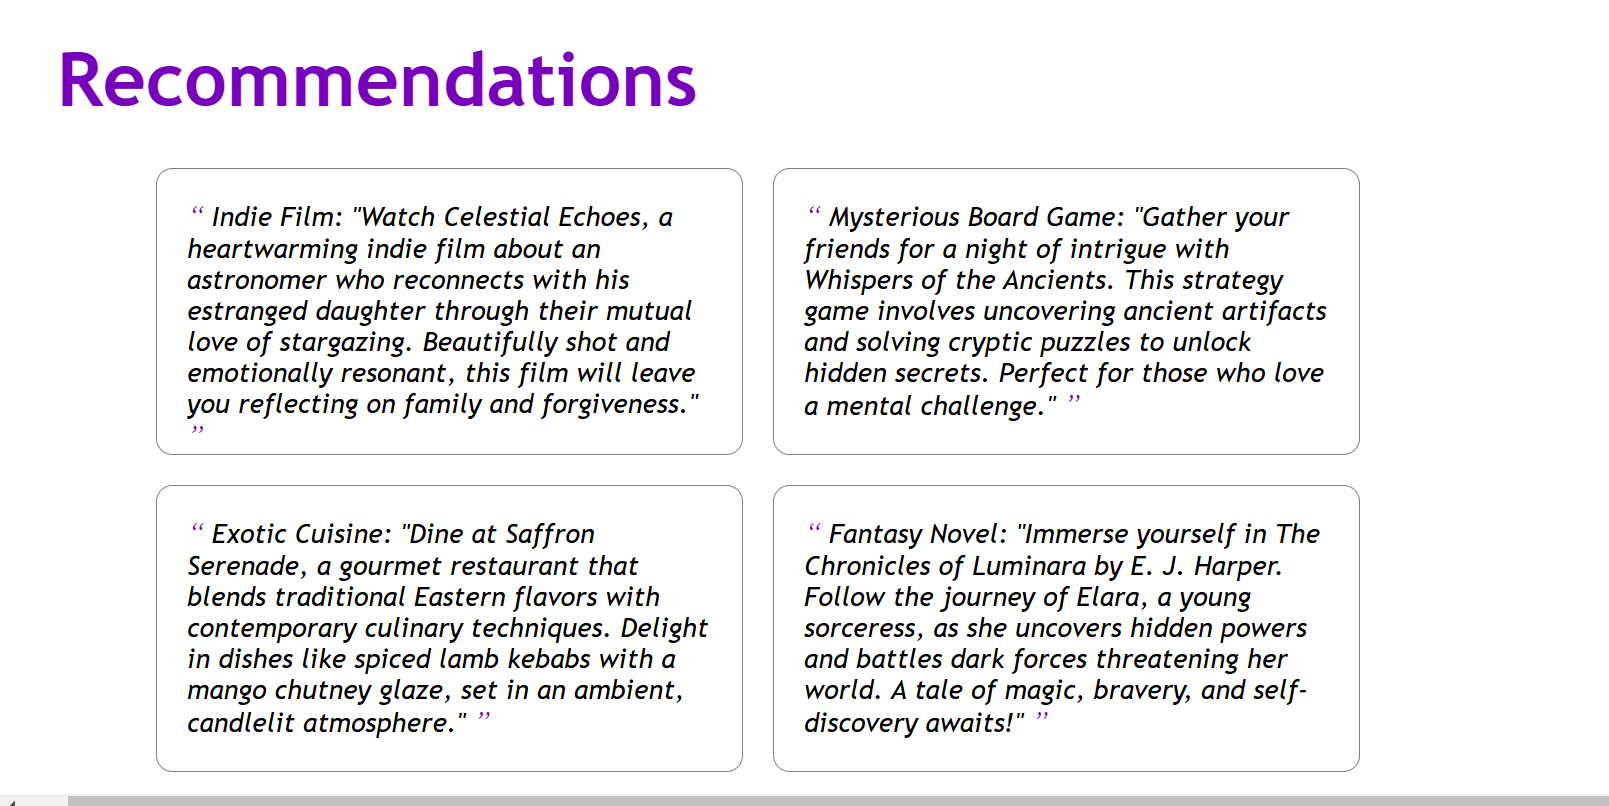 Recommendations
“ Indie Film: "Watch Celestial Echoes, a
heartwarming indie film about an
astronomer who reconnects with his
estranged daughter through their mutual
love of stargazing. Beautifully shot and
emotionally resonant, this film will leave
you reflecting on family and forgiveness."
”
“ Mysterious Board Game: "Gather your
friends for a night of intrigue with
Whispers of the Ancients. This strategy
game involves uncovering ancient artifacts
and solving cryptic puzzles to unlock
hidden secrets. Perfect for those who love
a mental challenge." ”
“ Exotic Cuisine: "Dine at Saffron
Serenade, a gourmet restaurant that
blends traditional Eastern flavors with
contemporary culinary techniques. Delight
in dishes like spiced lamb kebabs with a
mango chutney glaze, set in an ambient,
candlelit atmosphere." ”
“ Fantasy Novel: "Immerse yourself in The
Chronicles of Luminara by E. J. Harper.
Follow the journey of Elara, a young
sorceress, as she uncovers hidden powers
and battles dark forces threatening her
world. A tale of magic, bravery, and self-
discovery awaits!" ”